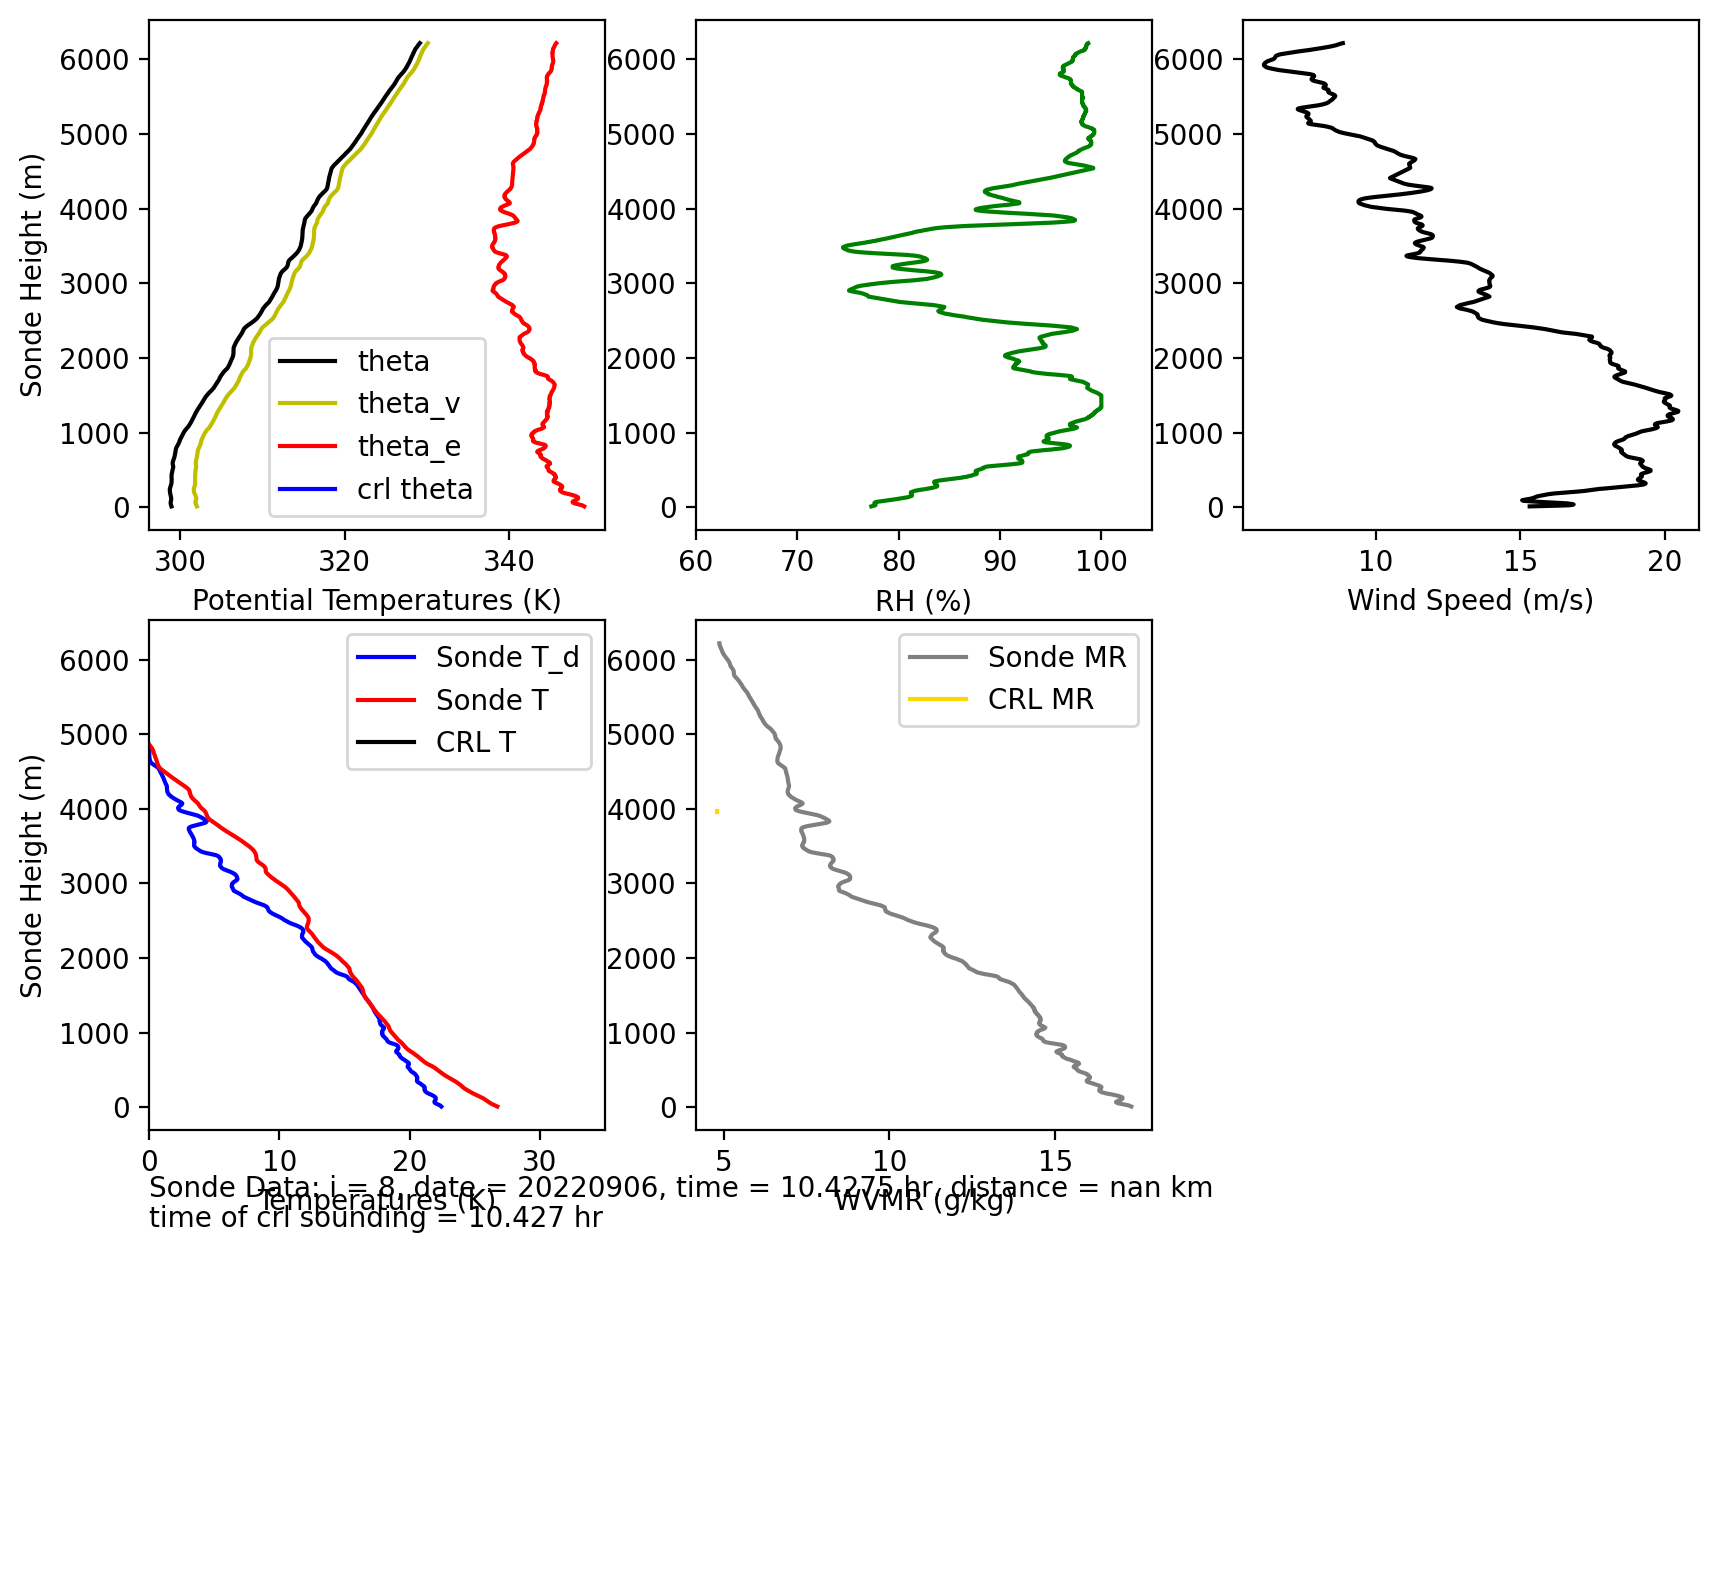 Sonde Height (m)
6000
5000
4000
3000
2000
1000
0
theta
theta_v
theta_e
crl theta
300 320 340
Potential Temperatures (K)
6000
5000
4000
3000
2000
1000
0
60 70 80 90 100
RH (%)
6000
5000
4000
3000
2000
1000
0
10 15 20
Wind Speed (m/s)
Sonde Height (m)
6000
5000
4000
3000
2000
1000
0
Sonde T_d
Sonde T
CRL T
0 10 20 30
Temperatures (K)
6000
5000
4000
3000
2000
1000
0
Sonde MR
CRL MR
5 10 15
WVMR (g/kg)
Sonde Data: i = 8, date = 20220906, time = 10.4275 hr, distance = nan km
time of crl sounding = 10.427 hr